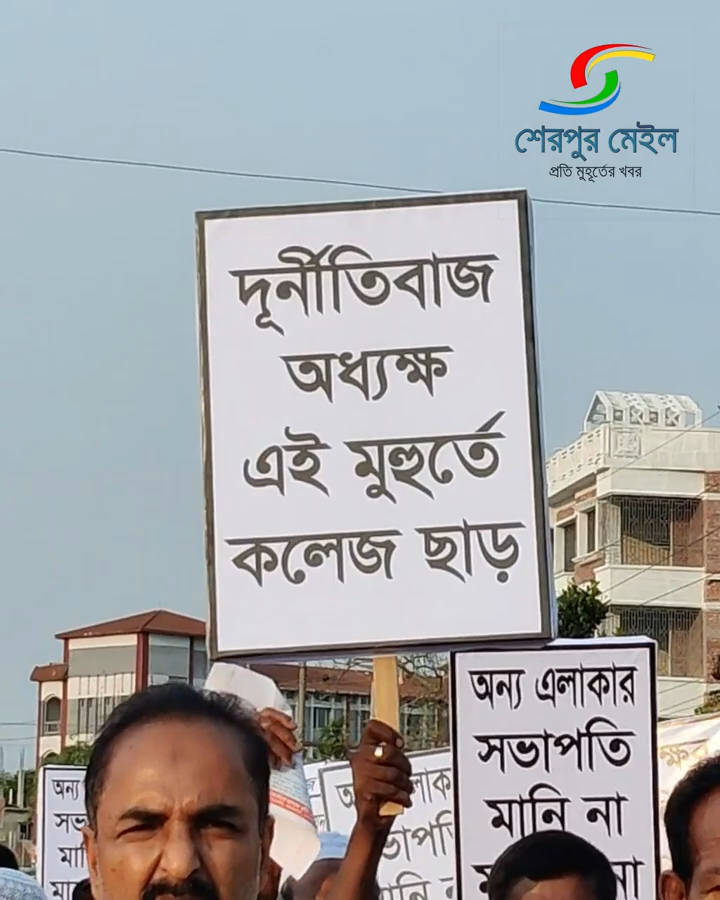 শেরপুর মেইল
প্রতি মুহূর্তের খবর
দূর্নীতিবাজ
অধ্যক্ষ
এই মুহুর্তে
কলেজ ছাড়
অন্য এলাকার
সভাপতি
মানি না